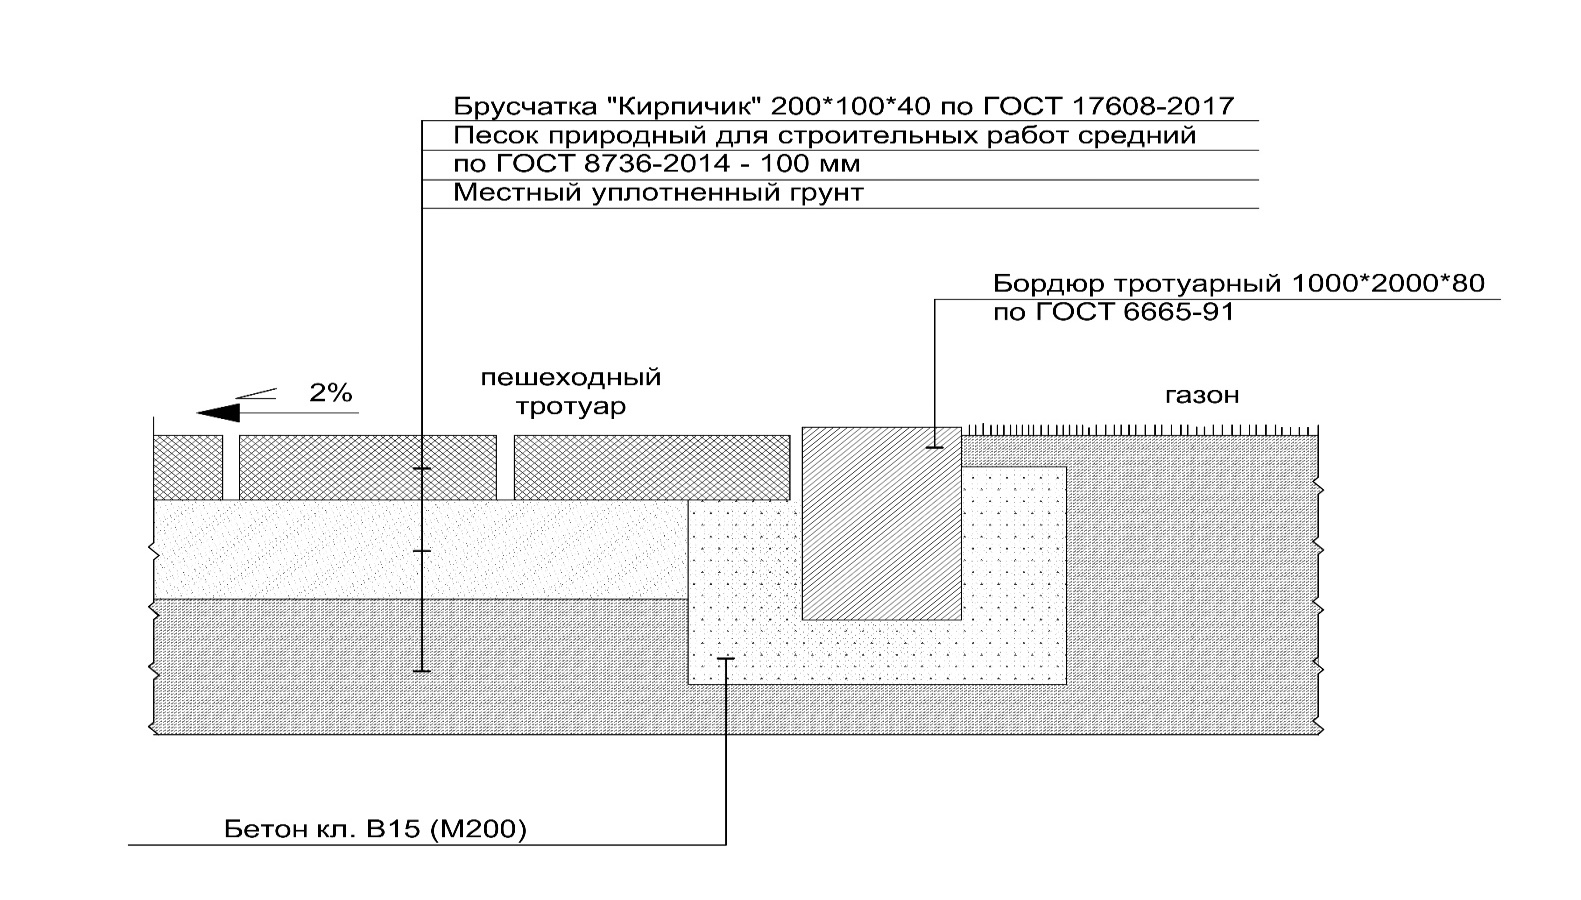 Брусчатка "Кирпичик" 200*100*40 по ГОСТ 17608-2017
Песок природный для строительных работ средний
по ГОСТ 8736-2014 - 100 мм
Местный уплотненный грунт
Бордюр тротуарный 1000*2000*80
по ГОСТ 6665-91
2%
пешеходный
тротуар
газон
Бетон кл. В15 (М200)